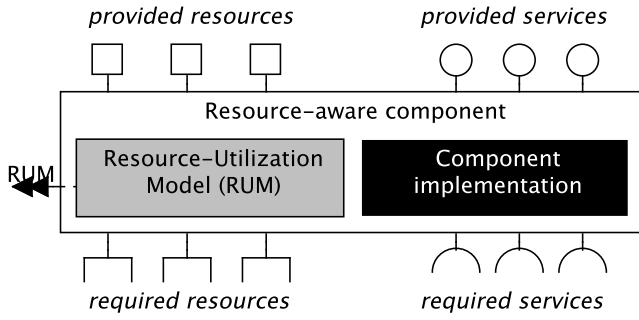 provided resources
provided services
Resource-aware component
RUM
Resource-Utilization
Model (RUM)
Component
implementation
required resources
required services